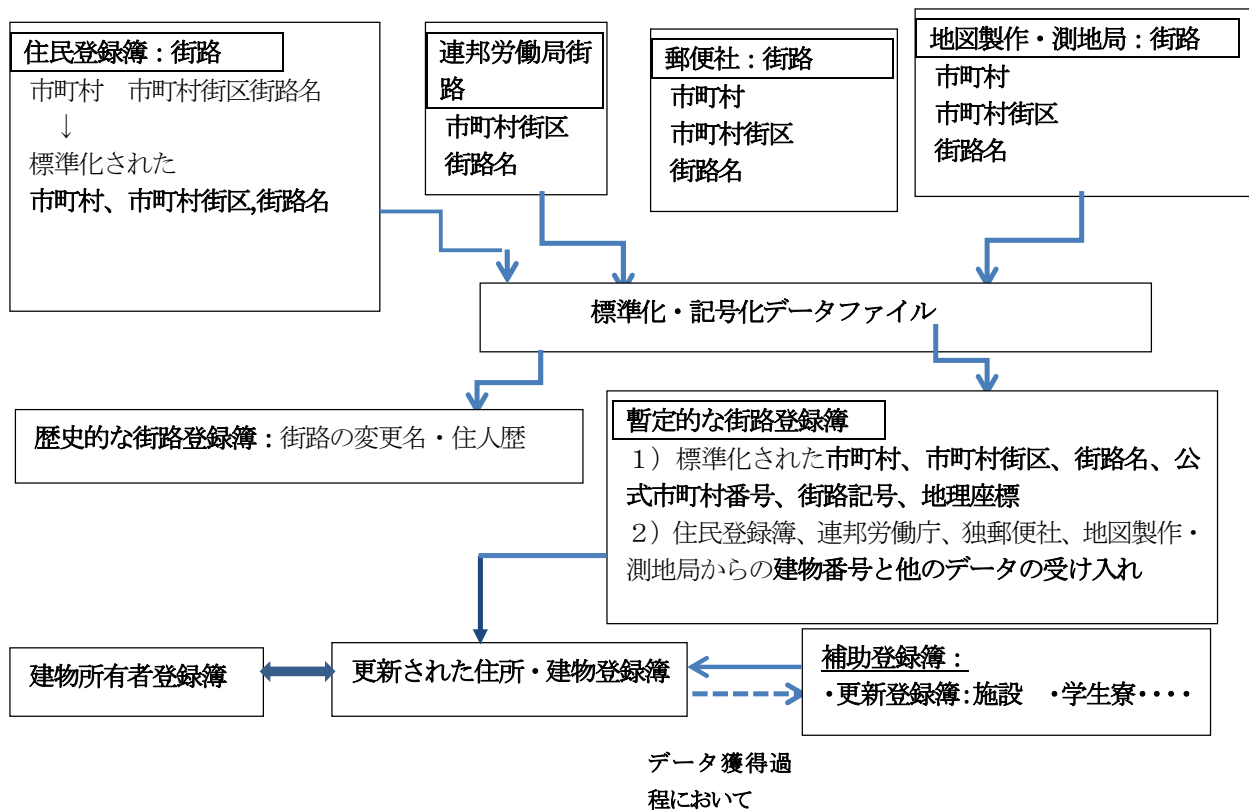 住民登録簿：街路
市町村　市町村街区街路名
↓
標準化された
市町村、市町村街区,街路名
連邦労働局街
路
市町村街区
街路名
郵便社：街路
市町村
市町村街区
街路名
地図製作・測地局：街路
市町村
市町村街区
街路名
標準化・記号化データファイル
歴史的な街路登録簿：街路の変更名・住人歴
暫定的な街路登録簿
１）標準化された市町村、市町村街区、街路名、公
式市町村番号、街路記号、地理座標
２）住民登録簿、連邦労働庁、独郵便社、地図製作・
測地局からの建物番号と他のデータの受け入れ
建物所有者登録簿
更新された住所・建物登録簿
補助登録簿：
・更新登録簿：施設　・学生寮・・・・
データ獲得過
程において